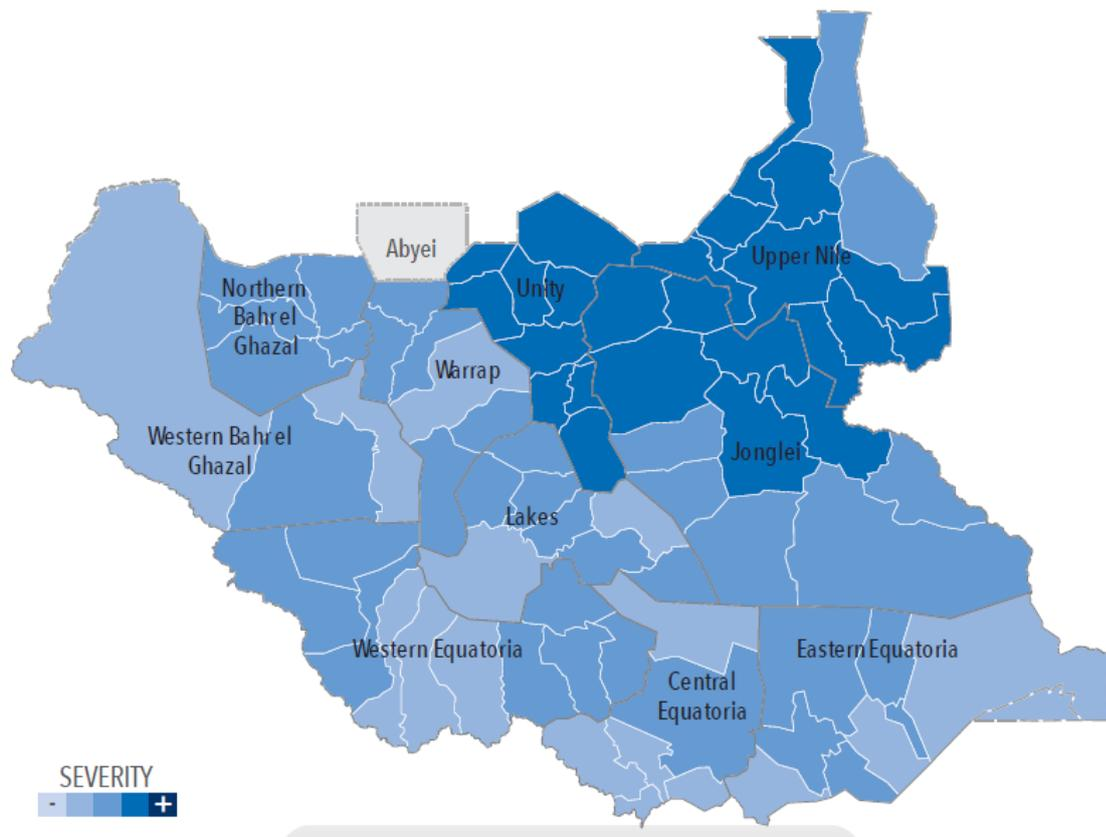 Abyei
Upper Nile
Unity
Northern
Bahrel
Ghazal
Warrap
Western Bahrel
Ghazal
Jonglei
Lakes
Western Equatoria
Eastern Equatoria
Central
Equatoria
SEVERITY
- +